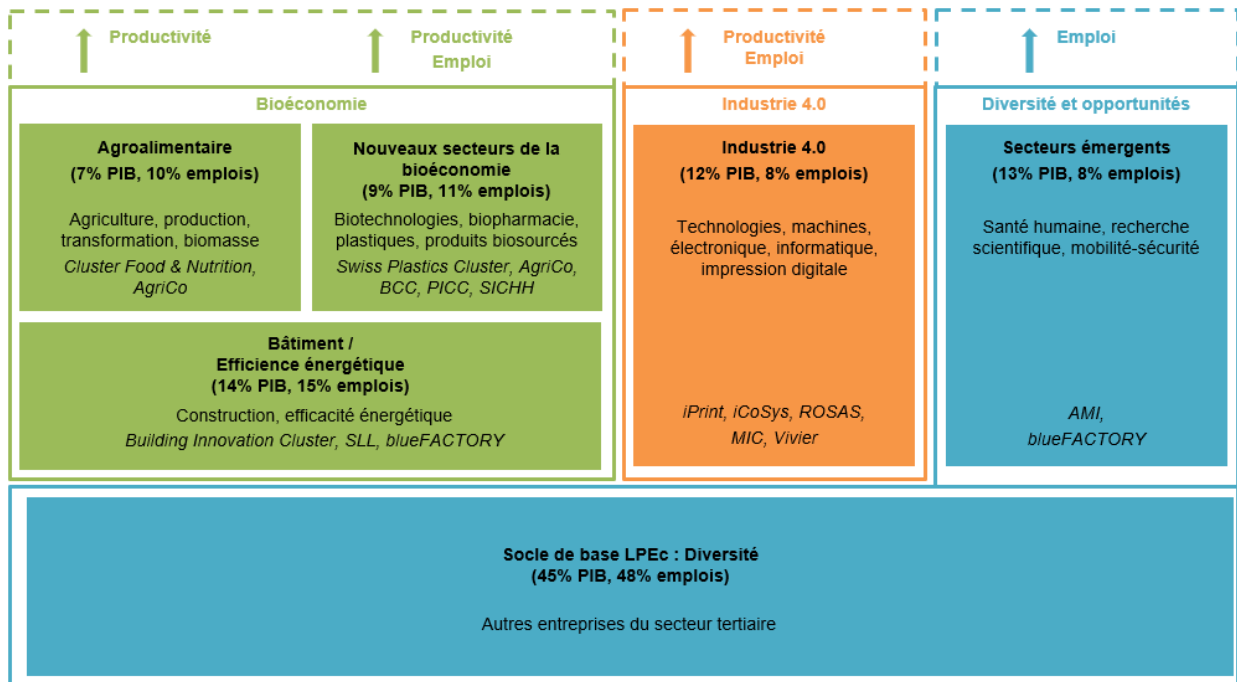 Productivité
Productivité
Emploi
Productivité
Emploi
Emploi
Bioéconomie
Agroalimentaire
(7% PIB, 10% emplois)
Agriculture, production,
transformation, biomasse
Cluster Food & Nutrition,
AgriCo
Nouveaux secteurs de la
bioéconomie
(9% PIB, 11% emplois)
Biotechnologies, biopharmacie,
plastiques, produits biosourcés
Swiss Plastics Cluster, AgriCo,
BCC, PICC, SICHH
Bâtiment /
Efficience énergétique
(14% PIB, 15% emplois)
Construction, efficacité énergétique
Building Innovation Cluster, SLL, blueFACTORY
Industrie 4.0
Industrie 4.0
(12% PIB, 8% emplois)
Technologies, machines,
électronique, informatique,
impression digitale
iPrint, iCoSys, ROSAS,
MIC, Vivier
Diversité et opportunités
Secteurs émergents
(13% PIB, 8% emplois)
Santé humaine, recherche
scientifique, mobilité-sécurité
AMI,
blueFACTORY
Socle de base LPEc : Diversité
(45% PIB, 48% emplois)
Autres entreprises du secteur tertiaire